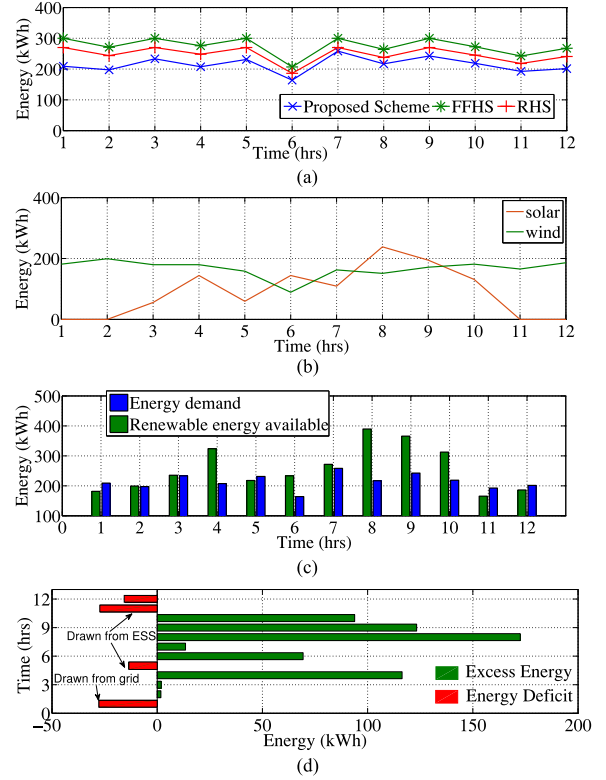 400
300
200
100
0
Energy (kWh)
Proposed Scheme FFHS RHS
1 2 3 4 5 6 7 8 9 10 11 12
Time (hrs)
(a)
400
200
0
Energy (kWh)
solar
wind
1 2 3 4 5 6 7 8 9 10 11 12
Time (hrs)
(b)
500
400
300
200
100
Energy (kWh)
Energy demand
Renewable energy available
0 1 2 3 4 5 6 7 8 9 10 11 12
Time (hrs)
(c)
12
9
6
3
0
Time (hrs)
Drawn from ESS
Drawn from grid
Excess Energy
Energy Deficit
−50 0 50 100 150 200
Energy (kWh)
(d)